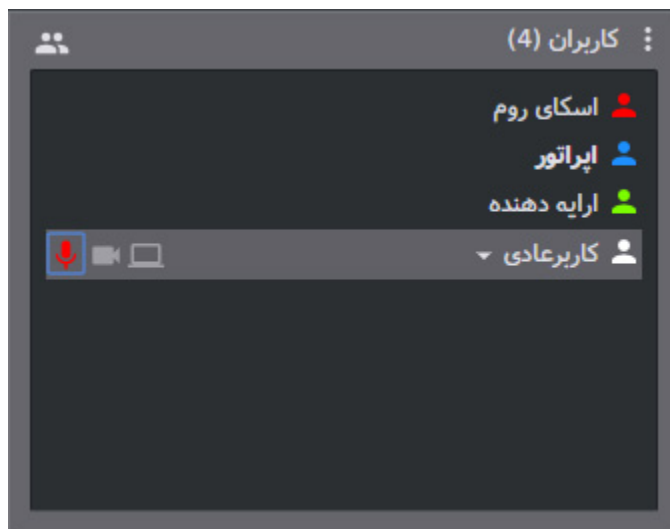 کاربران (4)
اسکای روم
اپراتور
ارایه دهنده
کاربرعادی